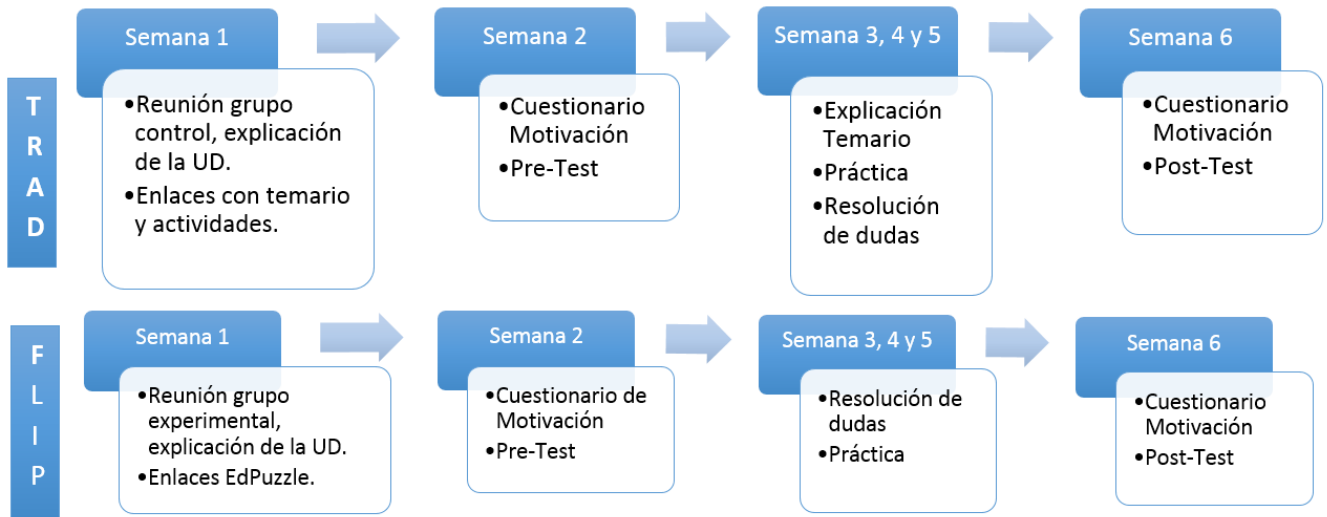 TRAD
Semana 1
•Reunión grupo
control, explicación
de la UD.
•Enlaces con temario
y actividades.
Semana 2
•Cuestionario
Motivación
•Pre-Test
Semana 3, 4 y 5
•Explicación
Temario
•Práctica
•Resolución
de dudas
Semana 6
•Cuestionario
Motivación
•Post-Test
FLIP
Semana 1
•Reunión grupo
experimental,
explicación de la UD.
•Enlaces EdPuzzle.
Semana 2
•Cuestionario de
Motivación
•Pre-Test
Semana 3, 4 y 5
•Resolución de
dudas
•Práctica
Semana 6
•Cuestionario
Motivación
•Post-Test